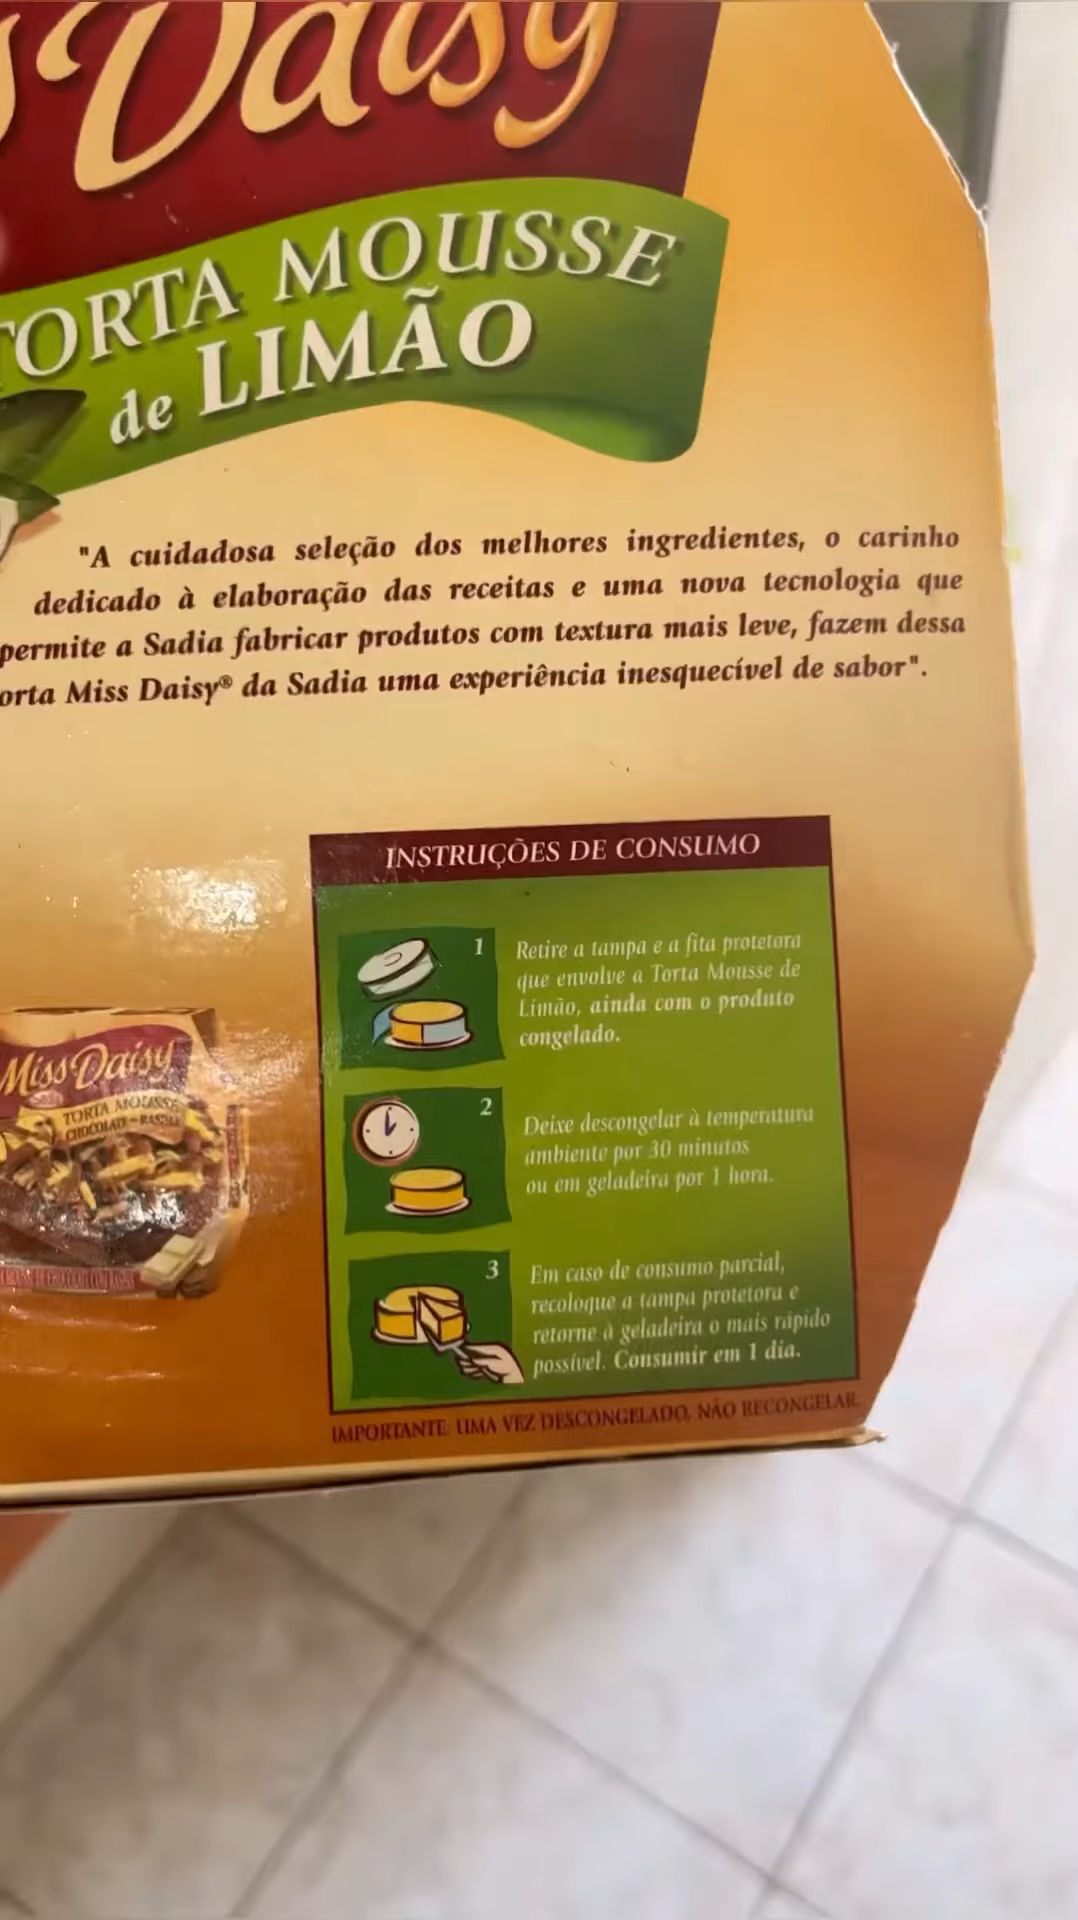 Daisy
TORTA MOUSSE
de LIMÃO
"A cuidadosa seleção dos melhores ingredientes, o carinho
dedicado à elaboração das receitas e uma nova tecnologia que
permite a Sadia fabricar produtos com textura mais leve, fazem dessa
orta Miss Daisy® da Sadia uma experiência inesquecível de sabor".
INSTRUÇÕES DE CONSUMO
1
Retire a tampa e a fita protetora
que envolve a Torta Mousse de
Limão, ainda com o produto
congelado.
2
Deixe descongelar à temperatura
ambiente por 30 minutos
ou em geladeira por 1 hora.
3
Em caso de consumo parcial,
recoloque a tampa protetora e
retorne à geladeira o mais rápido
possível. Consumir em 1 dia.
IMPORTANTE: UMA VEZ DESCONGELADO, NÃO RECONGELAR.
Miss Daisy
Sadia
TORTA MOUSSE
CHOCOLATE